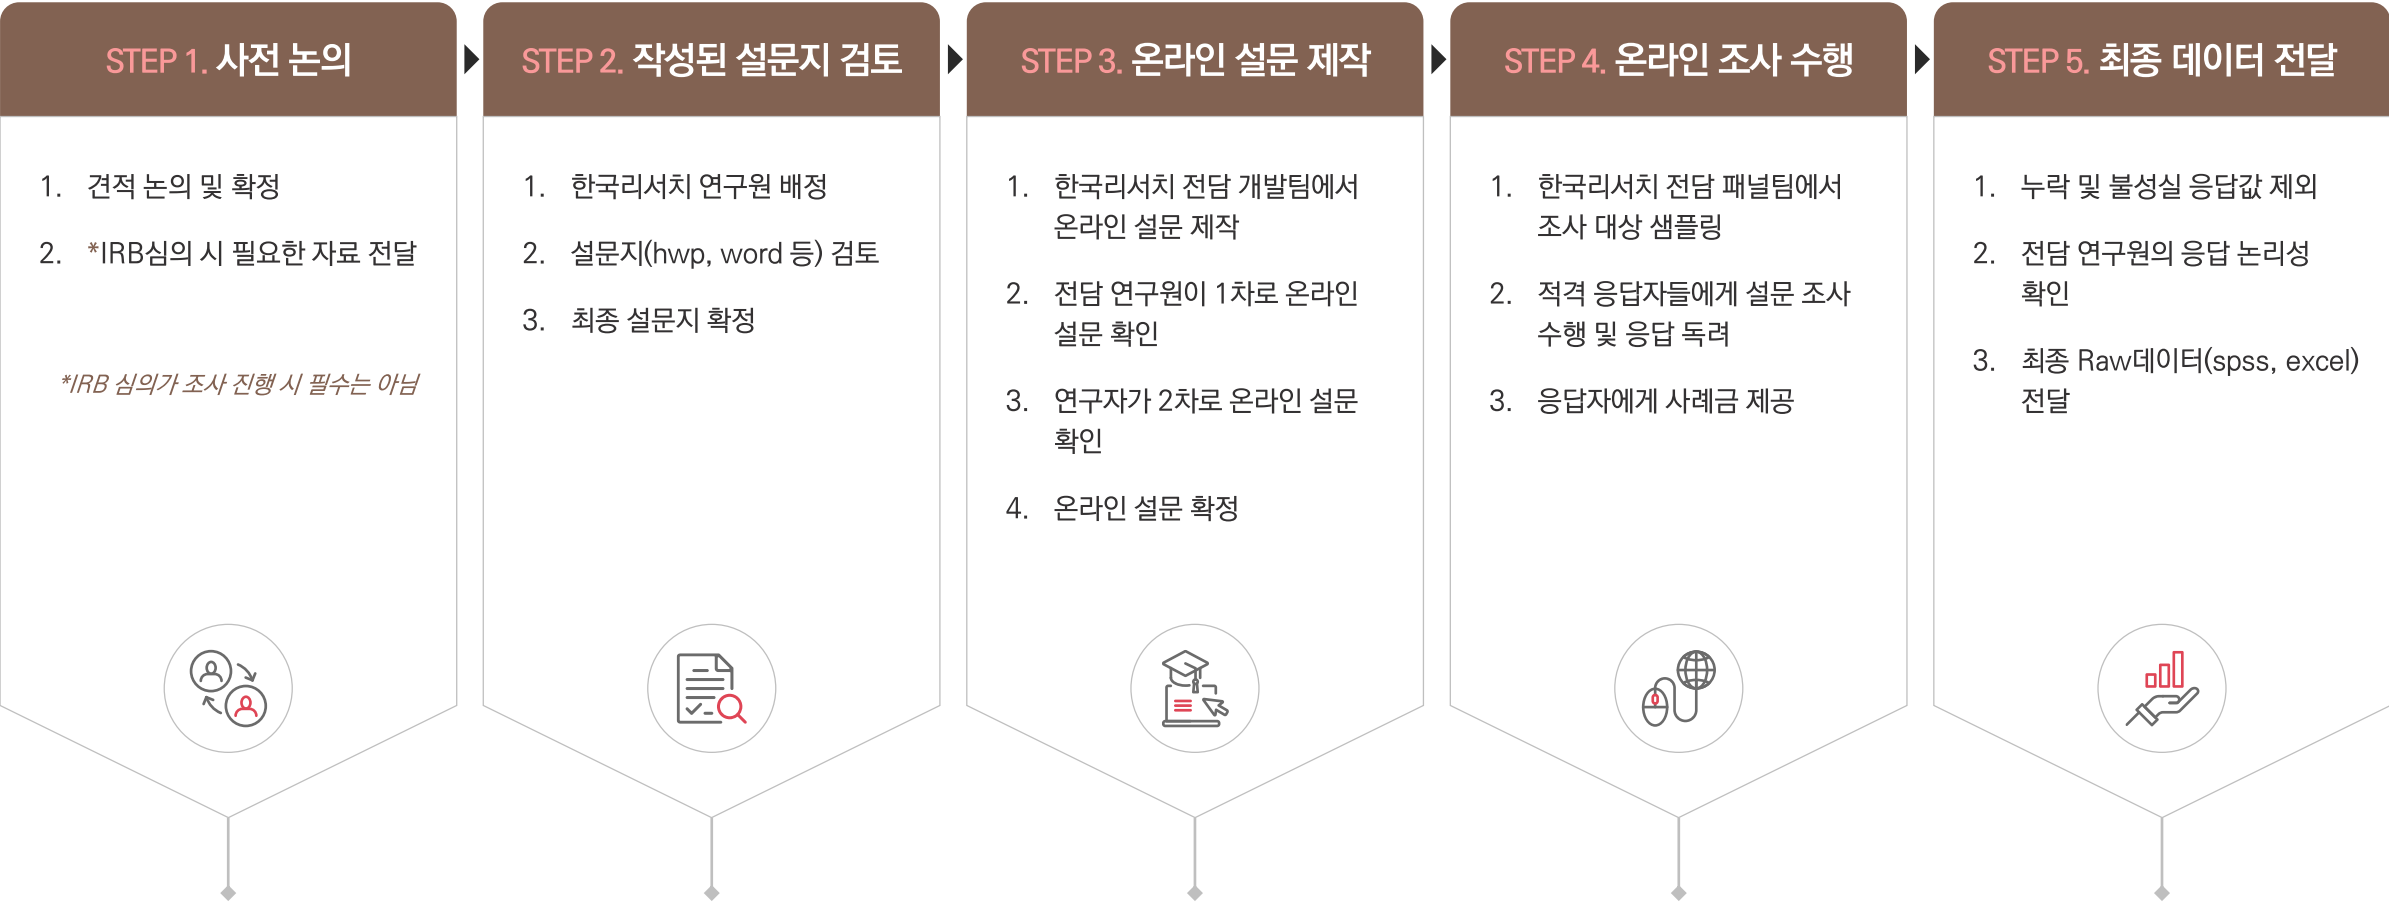 STEP 1. 사전 논의
1. 견적 논의 및 확정
2. *IRB심의 시 필요한 자료 전달
*IRB 심의가 조사 진행 시 필수는 아님
STEP 2. 작성된 설문지 검토
1. 한국리서치 연구원 배정
2. 설문지(hwp, word 등) 검토
3. 최종 설문지 확정
STEP 3. 온라인 설문 제작
1. 한국리서치 전담 개발팀에서
온라인 설문 제작
2. 전담 연구원이 1차로 온라인
설문 확인
3. 연구자가 2차로 온라인 설문
확인
4. 온라인 설문 확정
STEP 4. 온라인 조사 수행
1. 한국리서치 전담 패널팀에서
조사 대상 샘플링
2. 적격 응답자들에게 설문 조사
수행 및 응답 독려
3. 응답자에게 사례금 제공
STEP 5. 최종 데이터 전달
1. 누락 및 불성실 응답값 제외
2. 전담 연구원의 응답 논리성
확인
3. 최종 Raw데이터(spss, excel)
전달